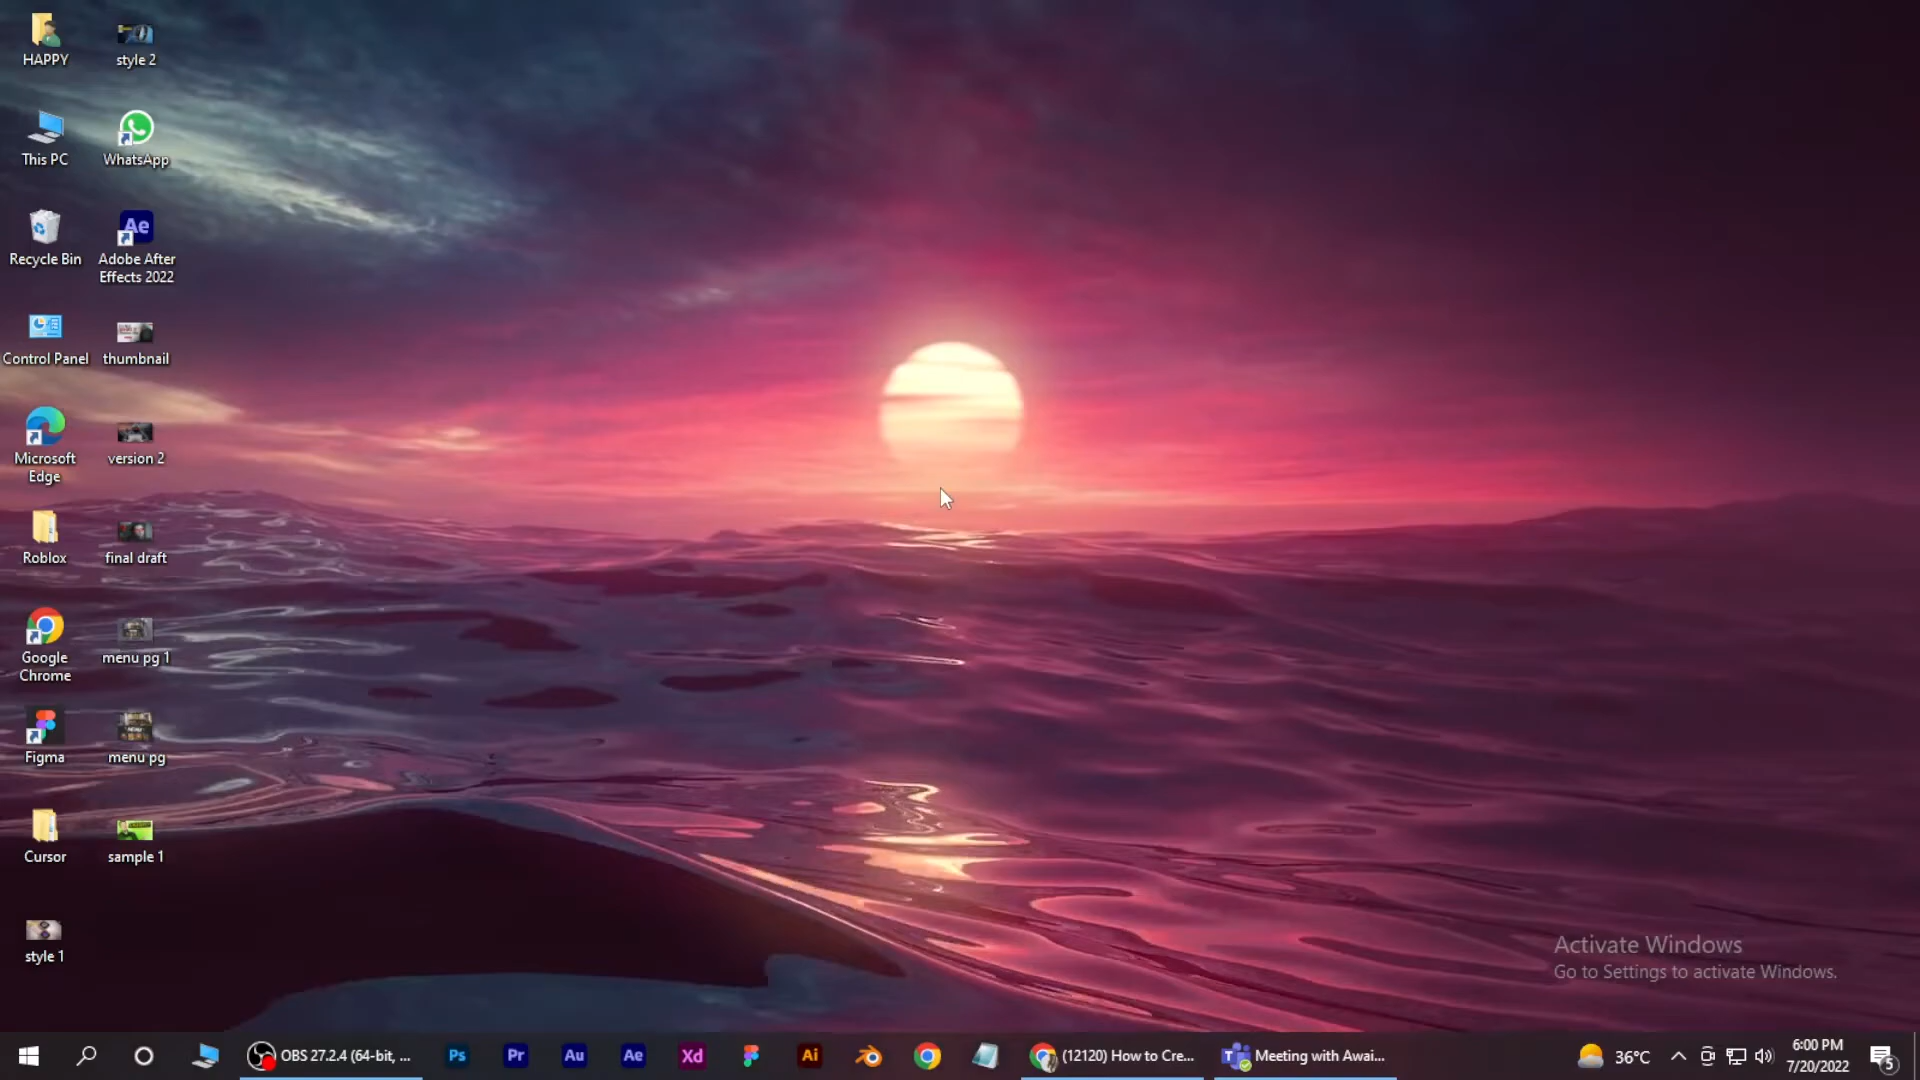 HAPPY
style 2
This PC
WhatsApp
Recycle Bin
Ae
Adobe After
Effects 2022
Control Panel
thumbnail
Microsoft
Edge
version 2
Roblox
final draft
Google
Chrome
menu pg 1
Figma
menu pg
Cursor
sample 1
style 1
Activate Windows
Go to Settings to activate Windows.
OBS 27.2.4 (64-bit, ...
Ps
Pr
Au
Ae
Xd
Ai
(12120) How to Cre...
Meeting with Awai...
36°C
6:00 PM
7/20/2022
5